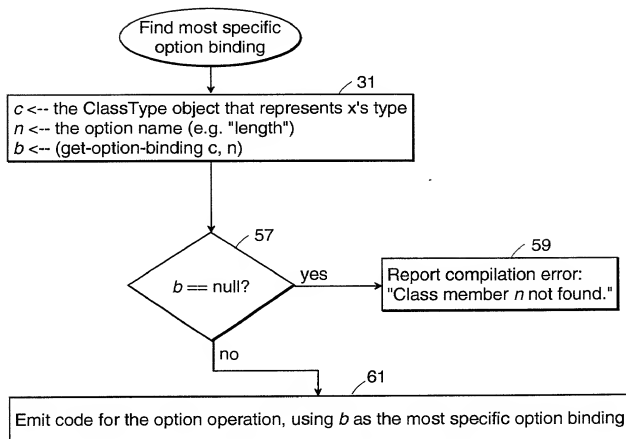 Find most specific
option binding
31
c <-- the ClassType object that represents x's type
n <-- the option name (e.g. "length")
b <-- (get-option-binding c, n)
57
b == null?
yes
59
Report compilation error:
"Class member n not found."
no
61
Emit code for the option operation, using b as the most specific option binding